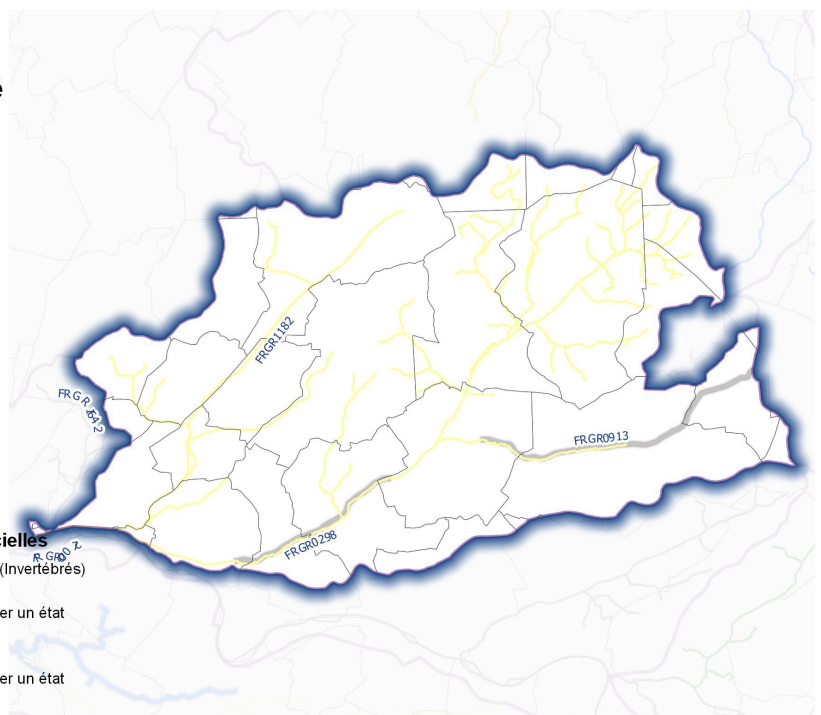 e
FRGR1182
FRGR0913
cielles
(Invertébrés)
FRGR0298
er un état
er un état